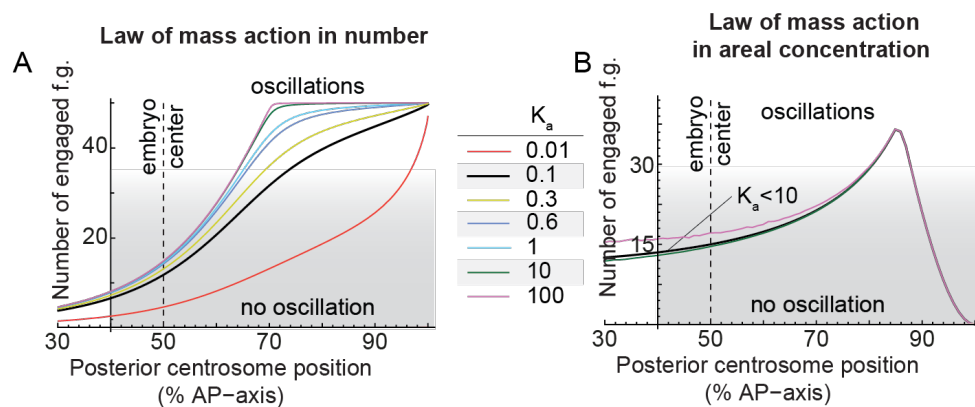 Law of mass action in number
A
oscillations
Number of engaged f.g.
40
20
embryo
center
no oscillation
30
50
70
90
Posterior centrosome position
(% AP−axis)
Ka
0.01
0.1
0.3
0.6
1
10
100
Law of mass action
in areal concentration
B
oscillations
Number of engaged f.g.
30
15
embryo
center
Ka<10
no oscillation
30
50
70
90
Posterior centrosome position
(% AP−axis)